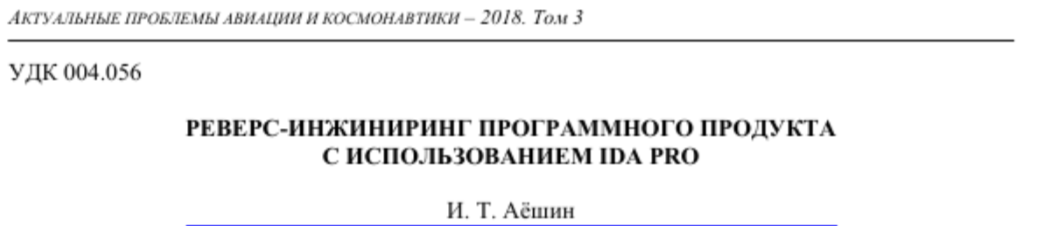 АКТУАЛЬНЫЕ ПРОБЛЕМЫ АВИАЦИИ И КОСМОНАВТИКИ – 2018. Том 3
УДК 004.056
РЕВЕРС-ИНЖИНИРИНГ ПРОГРАММНОГО ПРОДУКТА
С ИСПОЛЬЗОВАНИЕМ IDA PRO
И. Т. Аёшин